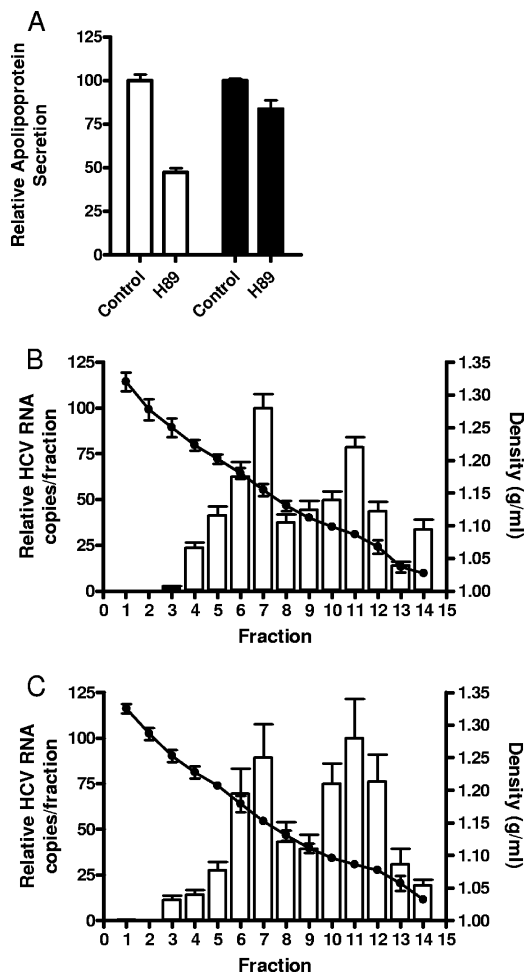 A
Relative Apolipoprotein
Secretion
125
100
75
50
25
0
Control
H89
Control
H89
B
Relative HCV RNA
copies/fraction
125
100
75
50
25
0
1.35
1.30
1.25
1.20
1.15
1.10
1.05
1.00
Density (g/ml)
0 1 2 3 4 5 6 7 8 9 10 11 12 13 14 15
Fraction
C
Relative HCV RNA
copies/fraction
125
100
75
50
25
0
1.35
1.30
1.25
1.20
1.15
1.10
1.05
1.00
Density (g/ml)
0 1 2 3 4 5 6 7 8 9 10 11 12 13 14 15
Fraction